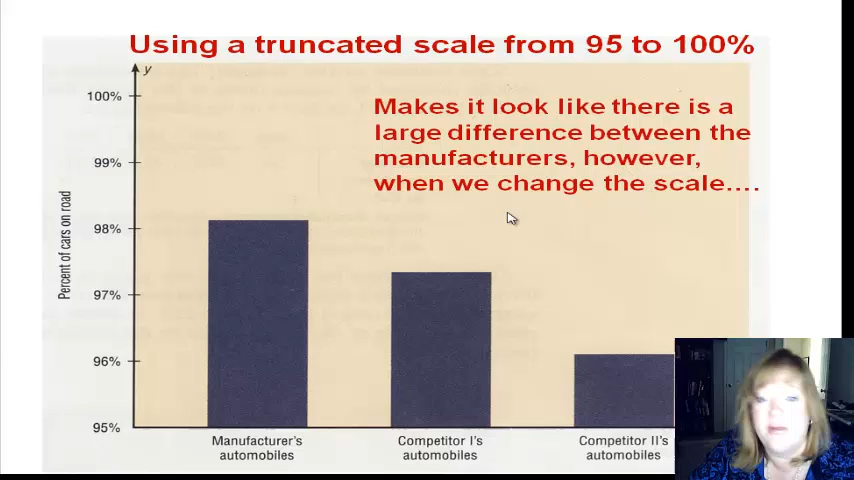 Using a truncated scale from 95 to 100%
y
100%
Makes it look like there is a
large difference between the
manufacturers, however,
when we change the scale....
99%
98%
97%
96%
95%
Percent of cars on road
Manufacturer's
automobiles
Competitor I's
automobiles
Competitor II's
automobiles